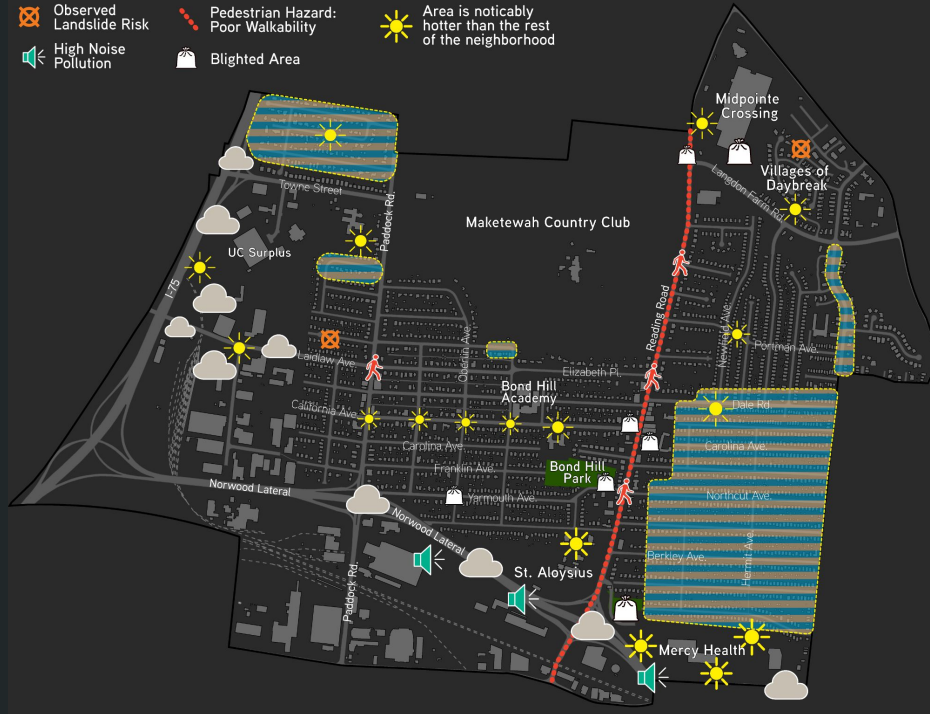 Observed
Landslide Risk
High Noise
Pollution
Pedestrian Hazard:
Poor Walkability
Blighted Area
Area is noticably
hotter than the rest
of the neighborhood
Midpointe
Crossing
Villages of
Daybreak
Langdon Farm Rd.
Towne Street
Paddock Rd.
Maketewah Country Club
UC Surplus
I-75
Reading Road
Newfield Ave.
Portman Ave.
Laidlaw Ave.
Elizabeth Pl.
Bond Hill
Academy
California Ave.
Dale Rd.
Carolina Ave.
Carolina Ave.
Franklin Ave.
Bond Hill
Park
Norwood Lateral
Yarmouth Ave.
Northcut Ave.
Norwood Lateral
Berkley Ave.
Hermit Ave.
St. Aloysius
Paddock Rd.
Mercy Health